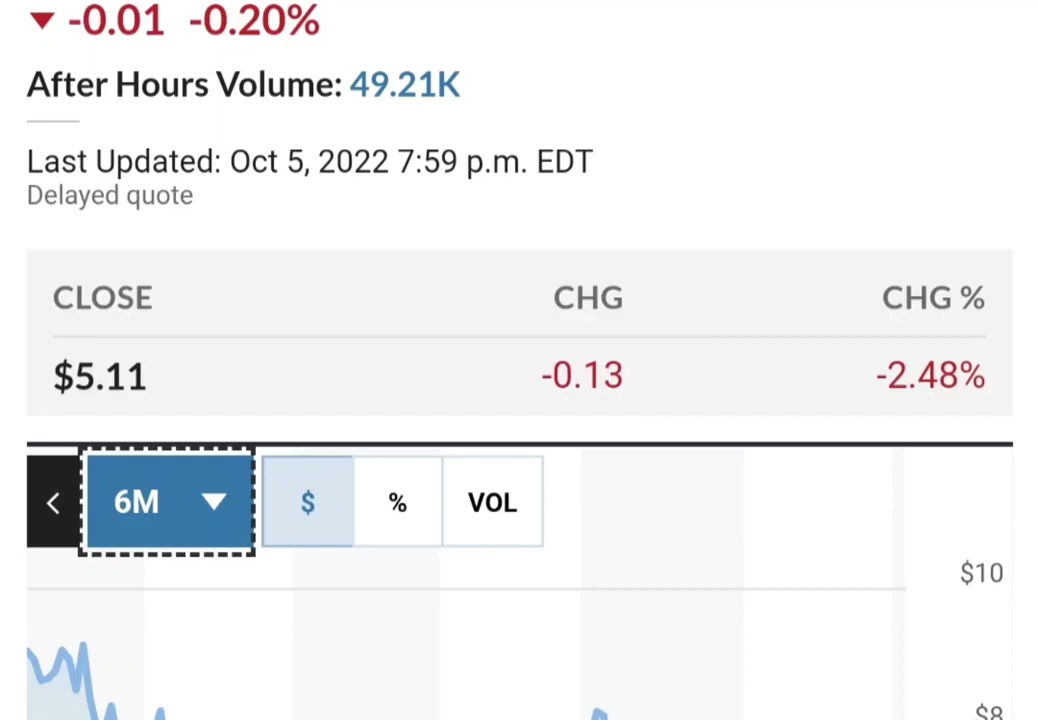 -0.01 -0.20%
After Hours Volume: 49.21K
Last Updated: Oct 5, 2022 7:59 p.m. EDT
Delayed quote
CLOSE CHG CHG %
$5.11 -0.13 -2.48%
6M $ % VOL
$10
$8